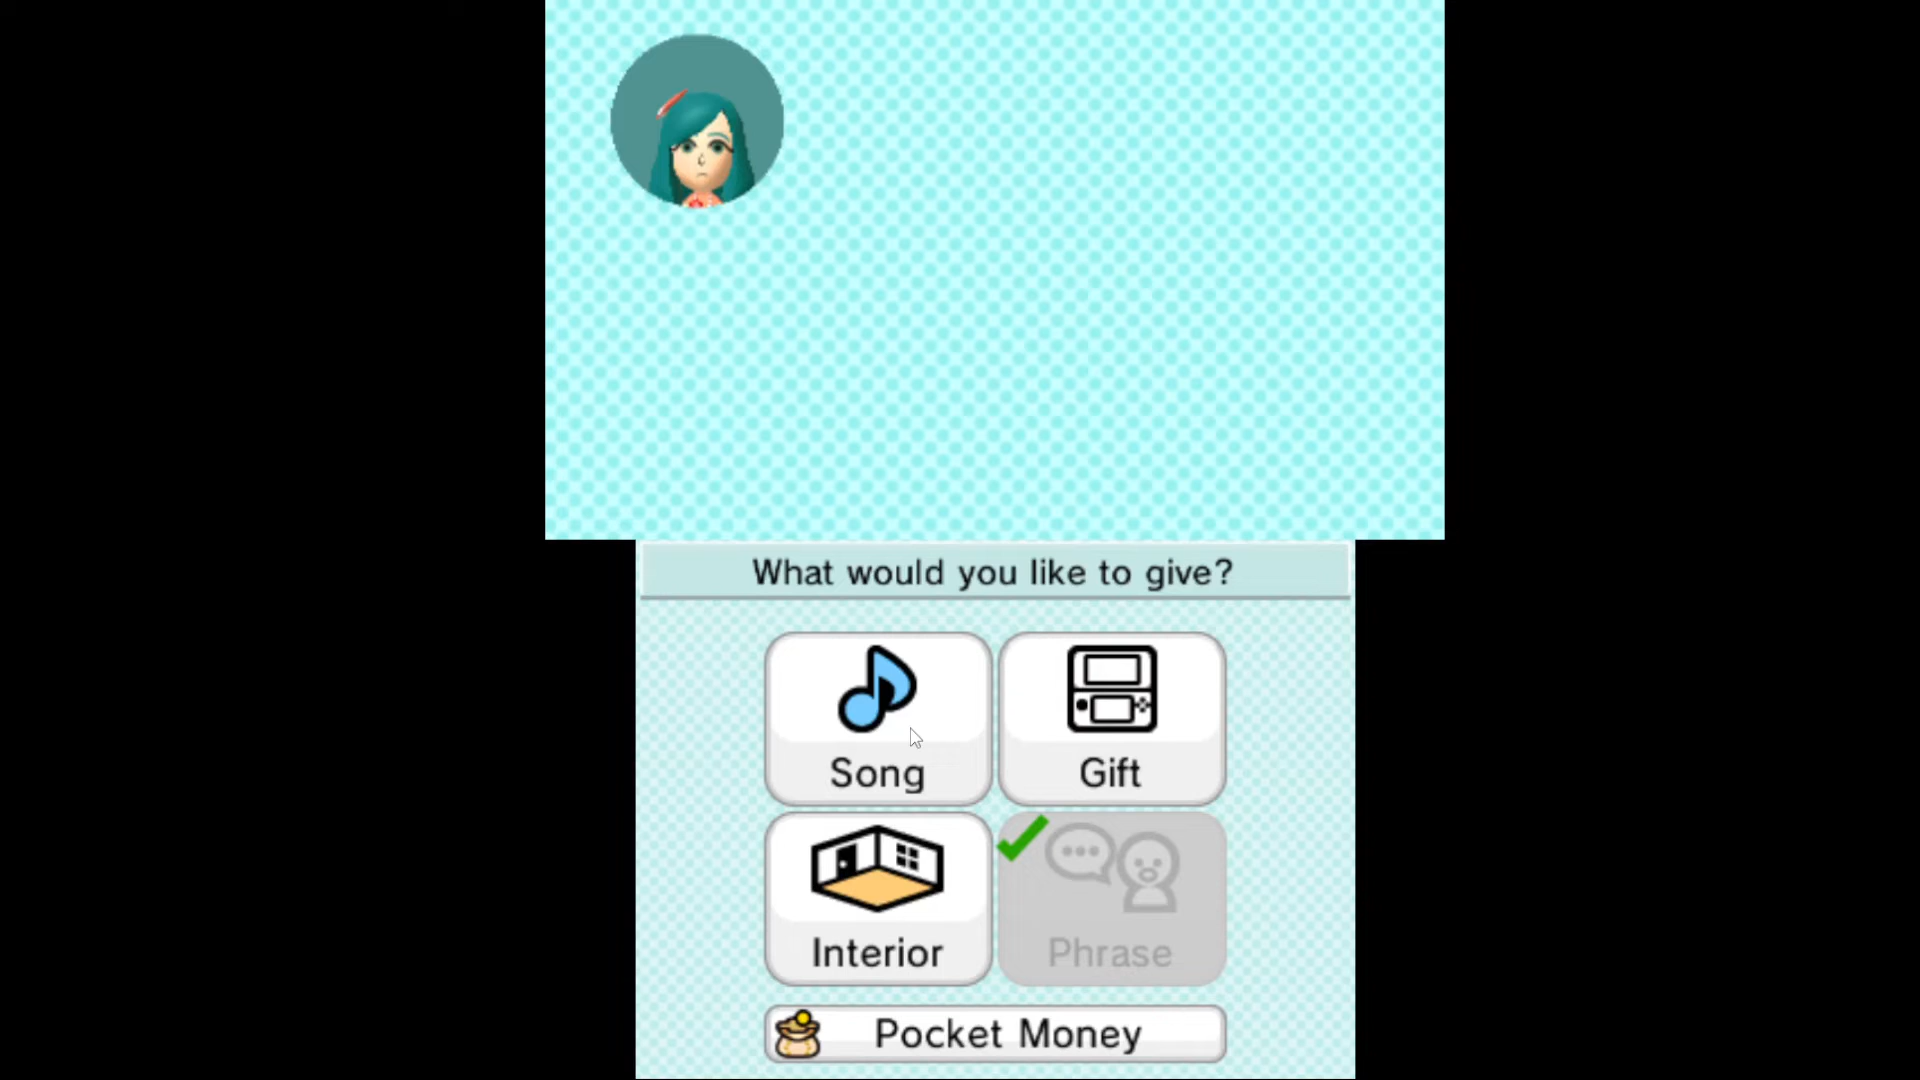 What would you like to give?
Song
Gift
Interior
Phrase
Pocket Money